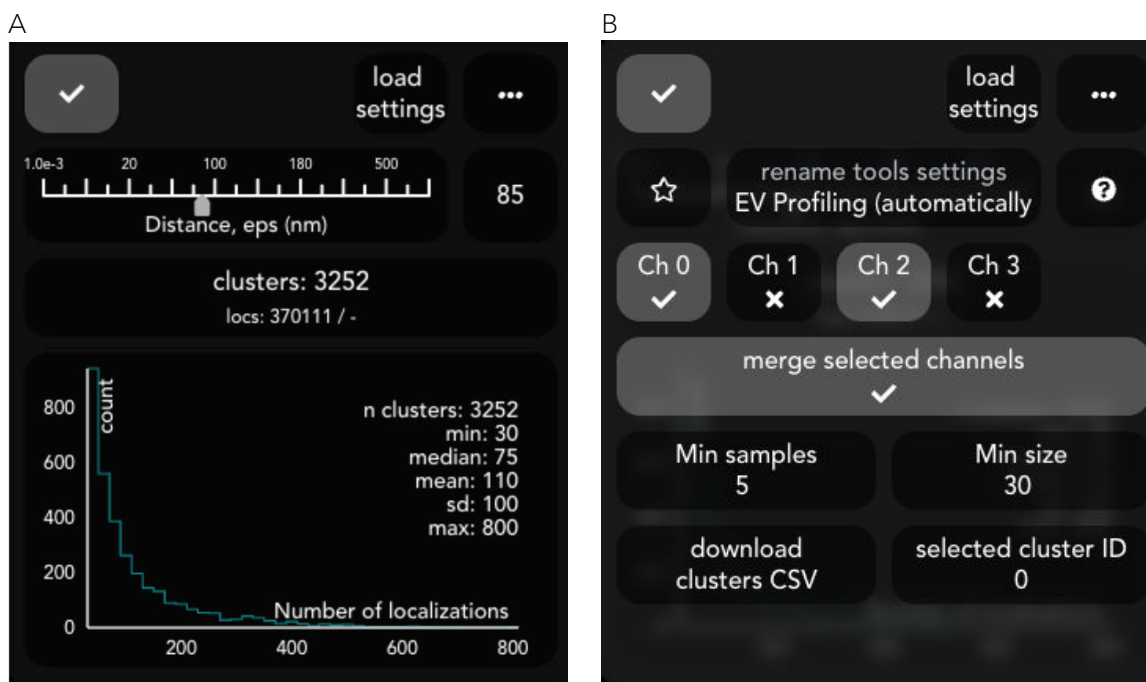 A
load
settings
•••
1.0e-3 20 100 180 500
Distance, eps (nm)
85
clusters: 3252
locs: 370111 / -
count
800
600
400
200
0
n clusters: 3252
min: 30
median: 75
mean: 110
sd: 100
max: 800
Number of localizations
200 400 600 800
B
load
settings
•••
rename tools settings
EV Profiling (automatically
?
Ch 0
Ch 1
Ch 2
Ch 3
merge selected channels
Min samples
5
Min size
30
download
clusters CSV
selected cluster ID
0